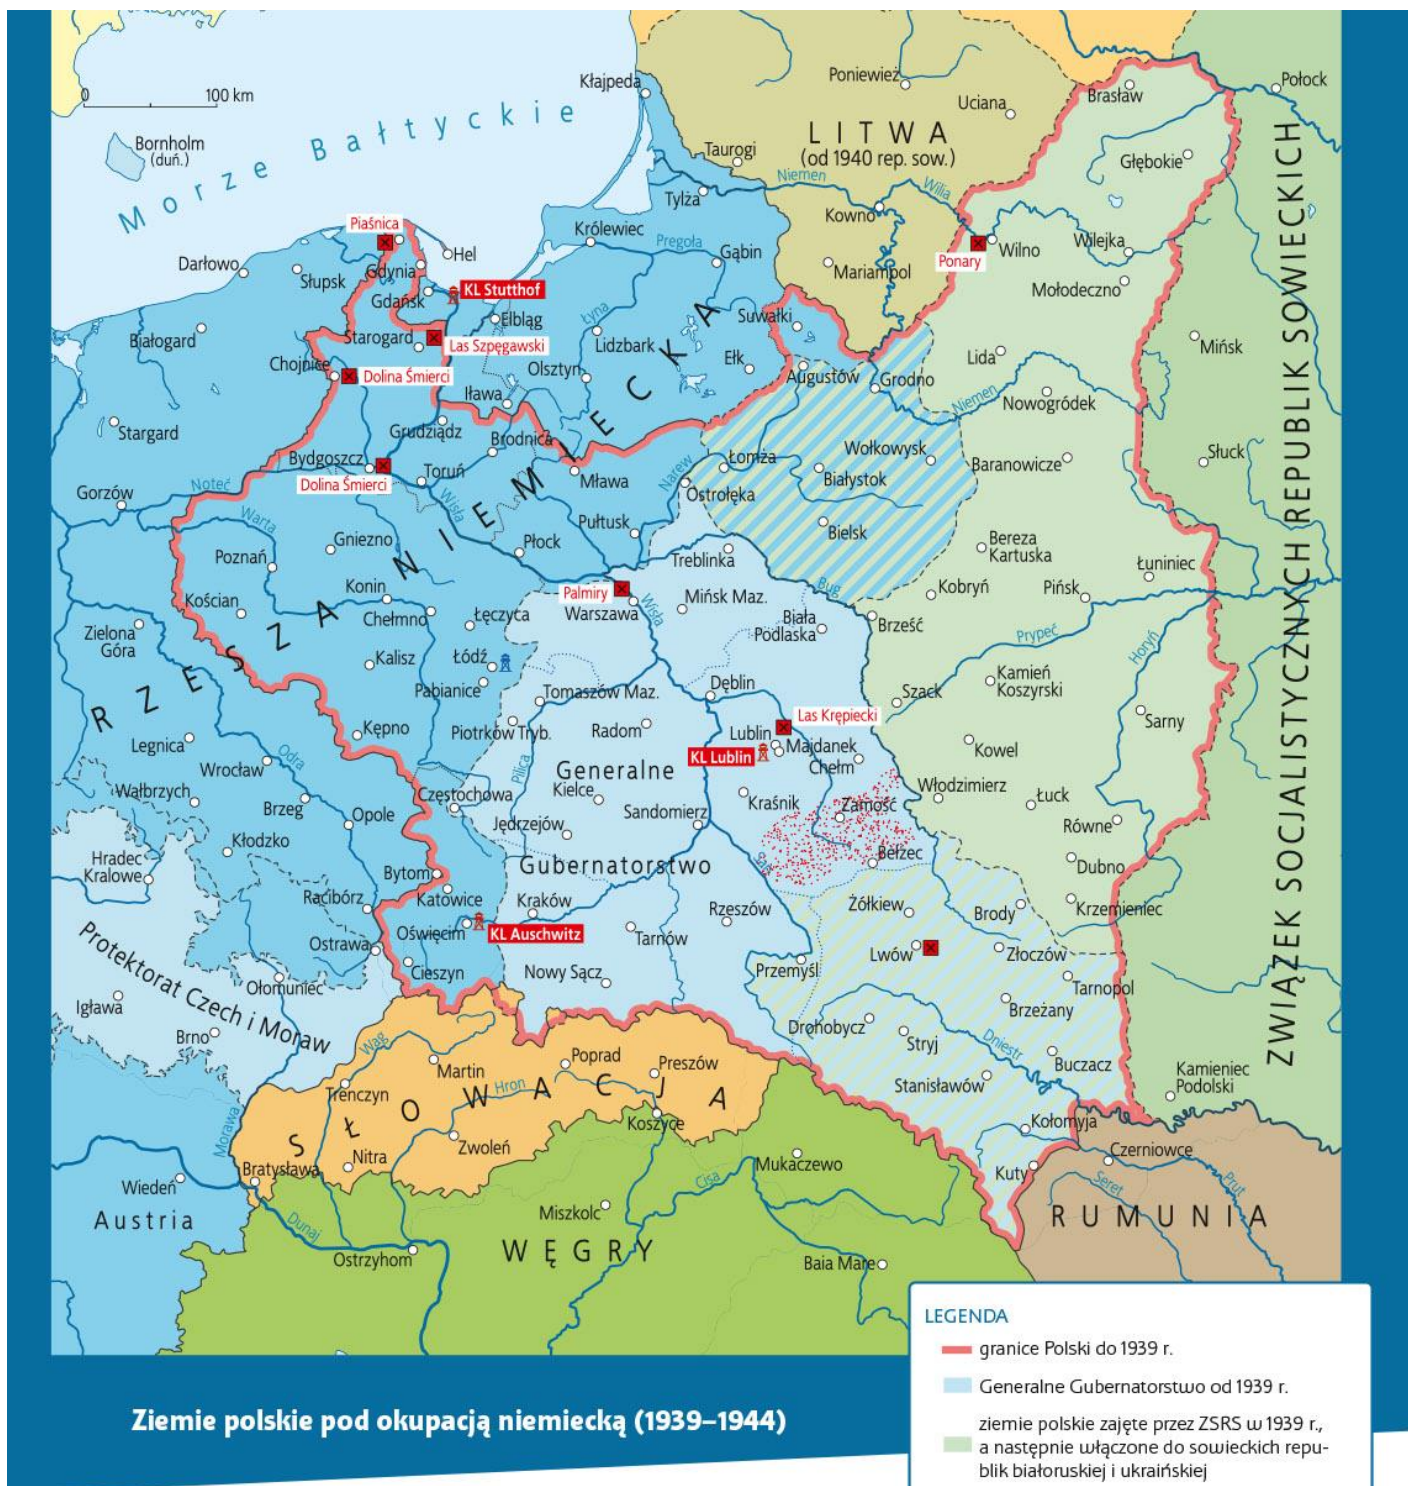 0
100 km
Bornholm
(duń.)
Morze Bałtyckie
Kłajpeda
Poniewież
Uciana
Brasław
Połock
LITWA
(od 1940 rep. sow.)
Taurogi
Głębokie
Niemen
Wilia
Tylża
Kowno
Piaśnica
Hel
Królewiec
Pregoła
Gąbin
Mariampol
Ponary
Wilno
Wilejka
Darłowo
Słupsk
Gdynia
Gdańsk
KL Stutthof
Mołodeczno
Elbląg
Łyna
Suwałki
Białogard
Starogard
Las Szpęgawski
Lidzbark
Ełk
Lida
Mińsk
Chojnice
Dolina Śmierci
Olsztyn
Augustów
Grodno
Iława
Niemen
Nowogródek
Stargard
Grudziądz
Brodnica
Wołkowysk
Słuck
Bydgoszcz
Toruń
Łomża
Białystok
Baranowicze
Dolina Śmierci
Mława
Narew
Ostrołęka
Gorzów
Noteć
Wisła
Warta
Pułtusk
Bielsk
Gniezno
Płock
Bereza
Kartuska
Poznań
Treblinka
Łuniniec
Konin
Bug
Kobryń
Pińsk
Kościan
Chełmno
Łęczyca
Palmiry
Warszawa
Wisła
Mińsk Maz.
Biała
Podlaska
Brześć
Prypeć
Horyń
Zielona
Góra
RZESZA NIEMIECKA
Kalisz
Łódź
Pabianice
Kamień
Koszyrski
Dęblin
Szack
Tomaszów Maz.
Las Krępiecki
Sarny
Legnica
Kępno
Piotrków Tryb.
Radom
Lublin
Majdanek
KL Lublin
Chełm
Kowel
Odra
Wrocław
Pilica
Generalne
Kielce
Wałbrzych
Brzeg
Częstochowa
Kraśnik
Zamość
Włodzimierz
Łuck
Opole
Jędrzejów
Sandomierz
Równe
Kłodzko
Hradec
Kralowe
Gubernatorstwo
San
Bełżec
Dubno
Bytom
Katowice
Racibórz
Kraków
Rzeszów
Żółkiew
Brody
Krzemieniec
Oświęcim
KL Auschwitz
Tarnów
Ostrawa
Lwów
Złoczów
Protektorat Czech i Moraw
Cieszyn
Nowy Sącz
Przemyśl
Tarnopol
Ołomuniec
Igława
Brzeżany
Brno
Drohobycz
Stryj
Dniestr
Wag
Martin
Poprad
Preszów
Buczacz
Trenczyn
Hron
Stanisławów
Kamieniec
Podolski
SŁOWACJA
Morawa
Koszyce
Kołomyja
Zwoleń
Nitra
Bratysława
Mukaczewo
Czerniowce
Wiedeń
Cisa
Kuty
Seret
Prut
Austria
Dunaj
Miszkolc
RUMUNIA
WĘGRY
Ostrzyhom
Baia Mare
ZWIĄZEK SOCJALISTYCZNYCH REPUBLIK SOWIECKICH
LEGENDA
granice Polski do 1939 r.
Generalne Gubernatorstwo od 1939 r.
ziemie polskie zajęte przez ZSRS w 1939 r.,
a następnie włączone do sowieckich repu-
blik białoruskiej i ukraińskiej
Ziemie polskie pod okupacją niemiecką (1939–1944)